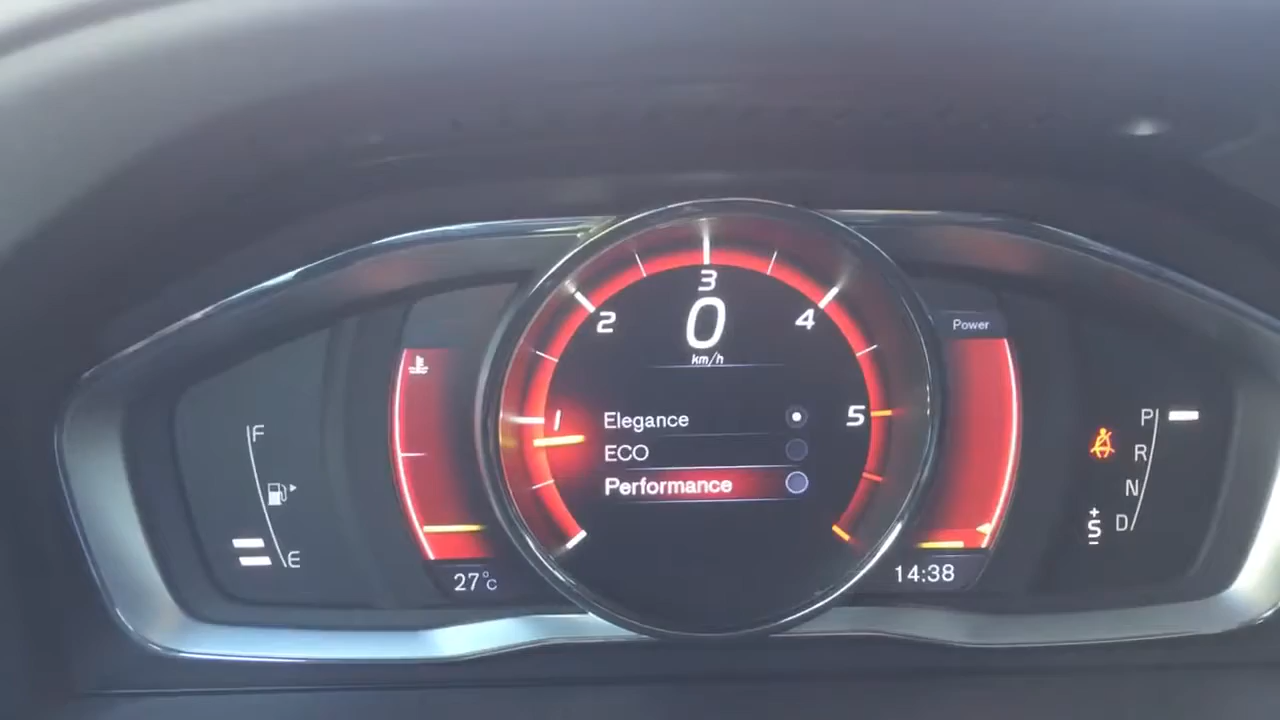 3
2
4
0
km/h
1
5
Elegance
ECO
Performance
F
E
27°c
Power
14:38
P
R
N
D
+
S
-